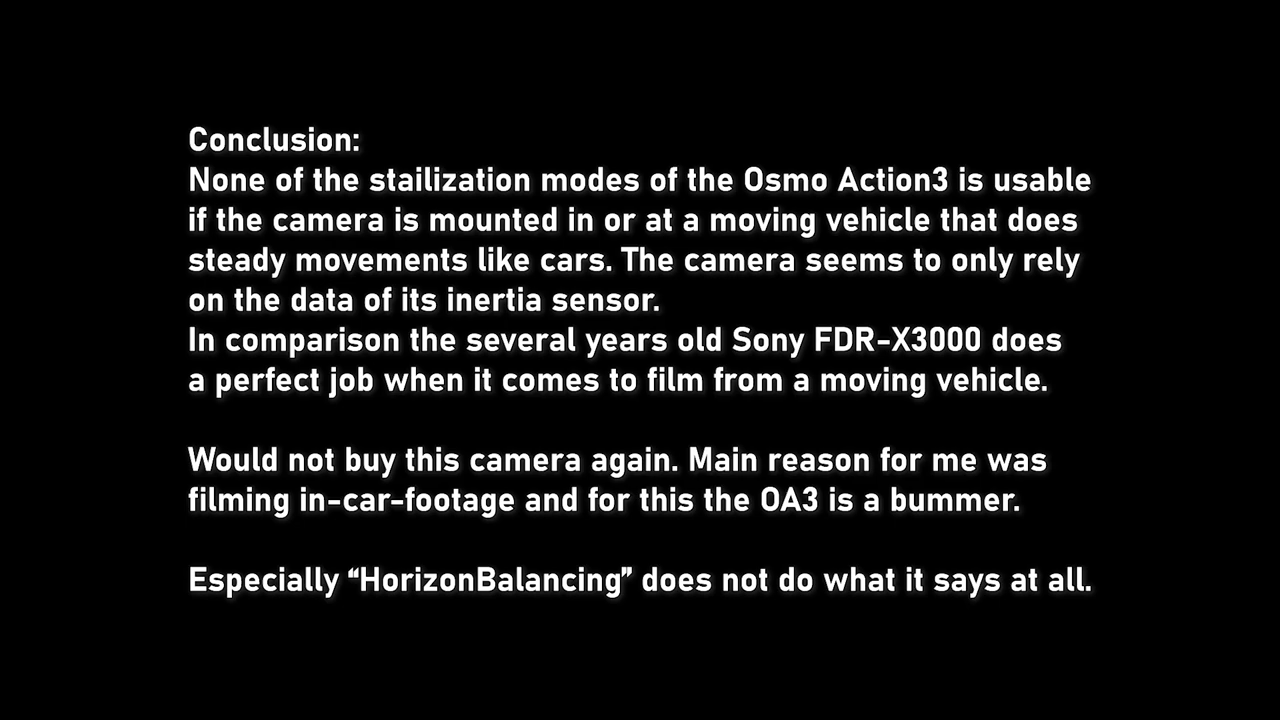 Conclusion:
None of the stailization modes of the Osmo Action3 is usable
if the camera is mounted in or at a moving vehicle that does
steady movements like cars. The camera seems to only rely
on the data of its inertia sensor.
In comparison the several years old Sony FDR-X3000 does
a perfect job when it comes to film from a moving vehicle.
Would not buy this camera again. Main reason for me was
filming in-car-footage and for this the OA3 is a bummer.
Especially “HorizonBalancing” does not do what it says at all.